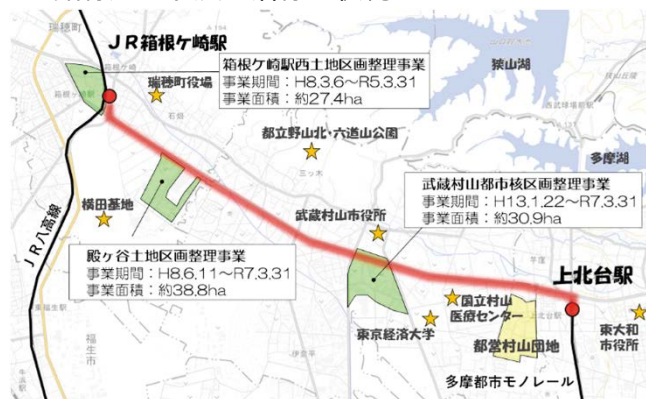 JR箱根ケ崎駅
箱根ケ崎駅西土地区画整理事業
事業期間：H8.3.6～R5.3.31
事業面積：約27.4ha
瑞穂町役場
狭山湖
都立野山北・六道山公園
多摩湖
武蔵村山都市核区画整理事業
事業期間：H13.1.22～R7.3.31
事業面積：約30.9ha
横田基地
武蔵村山市役所
JR八高線
殿ヶ谷土地区画整理事業
事業期間：H8.6.11～R7.3.31
事業面積：約38.8ha
上北台駅
国立村山
医療センター
東京経済大学
都営村山団地
東大和
市役所
多摩都市モノレール
福生市